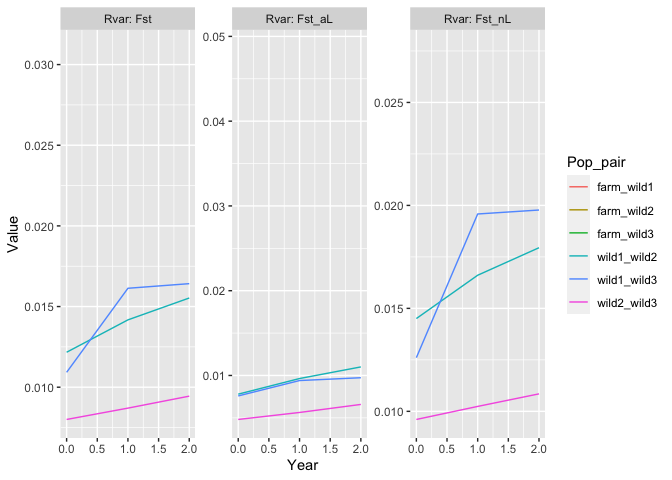 Rvar: Fst
Rvar: Fst_aL
Rvar: Fst_nL
Value
0.030
0.025
0.020
0.015
0.010
0.0 0.5 1.0 1.5 2.0
0.05
0.04
0.03
0.02
0.01
0.0 0.5 1.0 1.5 2.0
0.025
0.020
0.015
0.010
0.0 0.5 1.0 1.5 2.0
Year
Pop_pair
farm_wild1
farm_wild2
farm_wild3
wild1_wild2
wild1_wild3
wild2_wild3